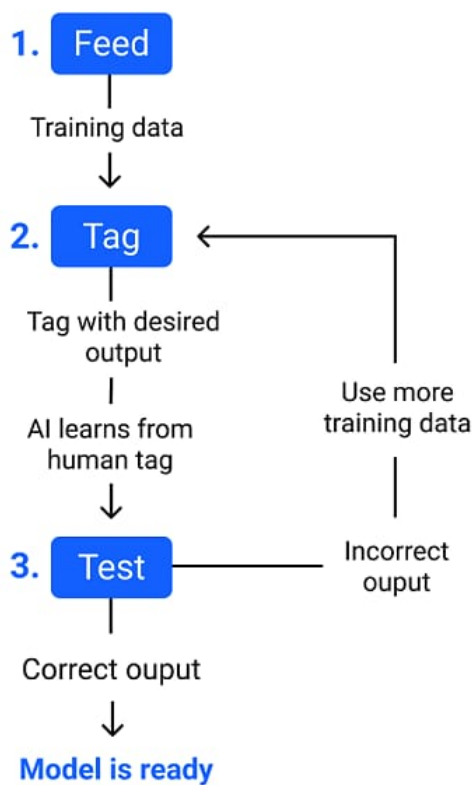 1. Feed
Training data
2. Tag
Tag with desired
output
AI learns from
human tag
3. Test
Correct ouput
Model is ready
Incorrect
ouput
Use more
training data